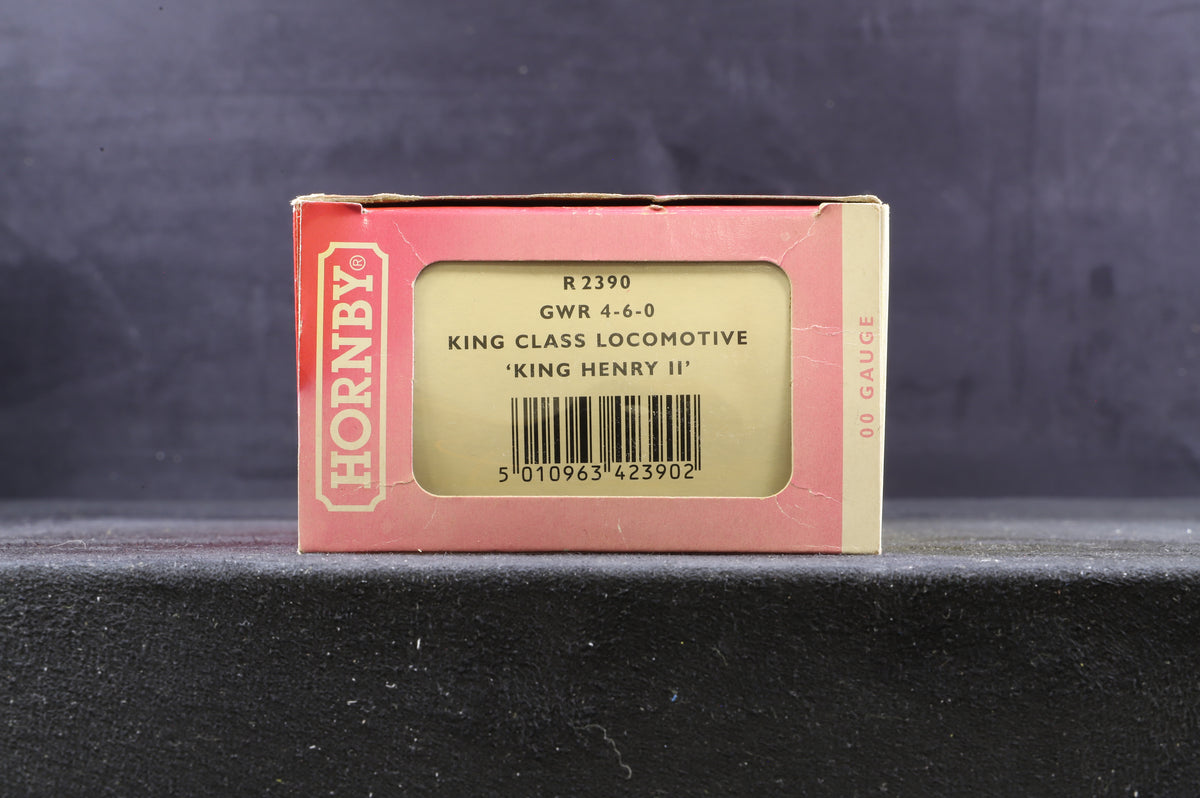 HORNBY®
R 2390
GWR 4-6-0
KING CLASS LOCOMOTIVE
‘KING HENRY II’
5 010963 423902
00 GAUGE